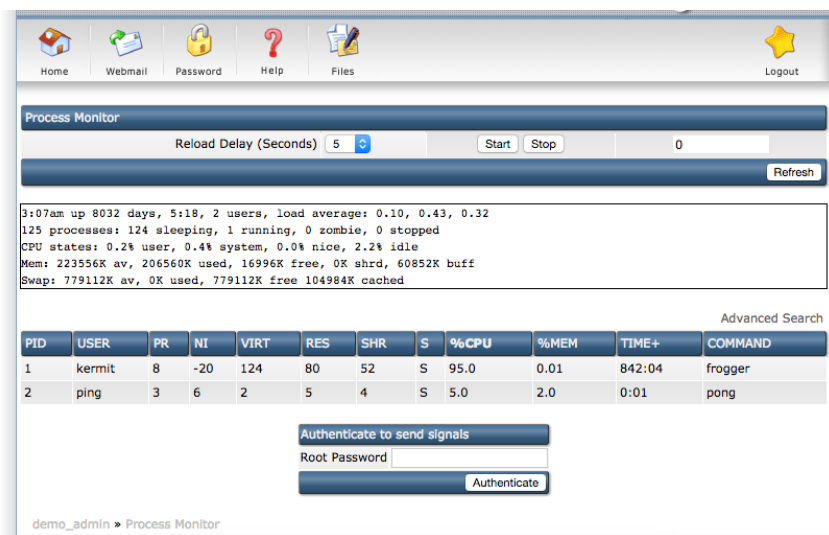 Home Webmail Password Help Files Logout
Process Monitor
Reload Delay (Seconds) 5 Start Stop 0
Refresh
3:07am up 8032 days, 5:18, 2 users, load average: 0.10, 0.43, 0.32
125 processes: 124 sleeping, 1 running, 0 zombie, 0 stopped
CPU states: 0.2% user, 0.4% system, 0.0% nice, 2.2% idle
Mem: 223556K av, 206560K used, 16996K free, 0K shrd, 60852K buff
Swap: 779112K av, 0K used, 779112K free 104984K cached
Advanced Search
PID USER PR NI VIRT RES SHR S %CPU %MEM TIME+ COMMAND
1 kermit 8 -20 124 80 52 S 95.0 0.01 842:04 frogger
2 ping 3 6 2 5 4 S 5.0 2.0 0:01 pong
Authenticate to send signals
Root Password
Authenticate
demo_admin » Process Monitor